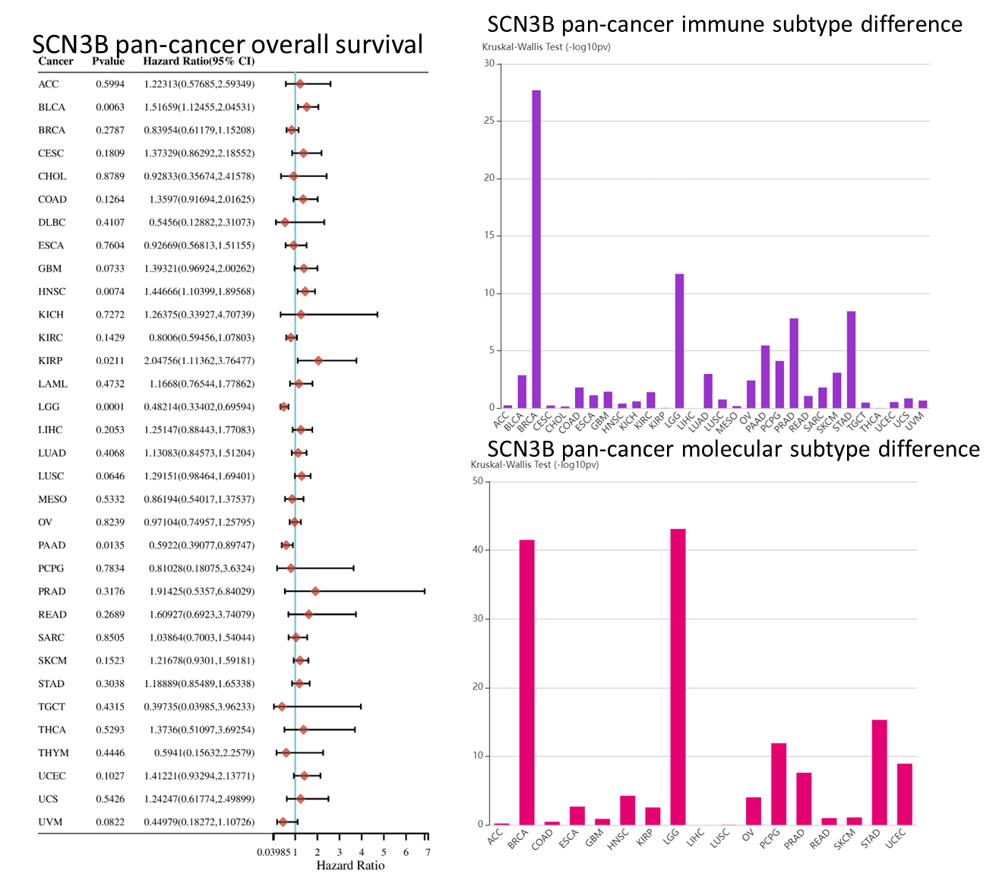 SCN3B pan-cancer overall survival
Cancer Pvalue Hazard Ratio(95% CI)
ACC 0.5994 1.22313(0.57685,2.59349)
BLCA 0.0063 1.51659(1.12455,2.04531)
BRCA 0.2787 0.83954(0.61179,1.15208)
CESC 0.1809 1.37329(0.86292,2.18552)
CHOL 0.8789 0.92833(0.35674,2.41578)
COAD 0.1264 1.3597(0.91694,2.01625)
DLBC 0.4107 0.5456(0.12882,2.31073)
ESCA 0.7604 0.92669(0.56813,1.51155)
GBM 0.0733 1.39321(0.96924,2.00262)
HNSC 0.0074 1.44666(1.10399,1.89568)
KICH 0.7272 1.26375(0.33927,4.70739)
KIRC 0.1429 0.8006(0.59456,1.07803)
KIRP 0.0211 2.04756(1.11362,3.76477)
LAML 0.4732 1.1668(0.76544,1.77862)
LGG 0.0001 0.48214(0.33402,0.69594)
LIHC 0.2053 1.25147(0.88443,1.77083)
LUAD 0.4068 1.13083(0.84573,1.51204)
LUSC 0.0646 1.29151(0.98464,1.69401)
MESO 0.5332 0.86194(0.54017,1.37537)
OV 0.8239 0.97104(0.74957,1.25795)
PAAD 0.0135 0.5922(0.39077,0.89747)
PCPG 0.7834 0.81028(0.18075,3.6324)
PRAD 0.3176 1.91425(0.5357,6.84029)
READ 0.2689 1.60927(0.6923,3.74079)
SARC 0.8505 1.03864(0.7003,1.54044)
SKCM 0.1523 1.21678(0.9301,1.59181)
STAD 0.3038 1.18889(0.85489,1.65338)
TGCT 0.4315 0.39735(0.03985,3.96233)
THCA 0.5293 1.3736(0.51097,3.69254)
THYM 0.4446 0.5941(0.15632,2.2579)
UCEC 0.1027 1.41221(0.93294,2.13771)
UCS 0.5426 1.24247(0.61774,2.49899)
UVM 0.0822 0.44979(0.18272,1.10726)
0.03985 1 2 3 4 5 6 7
Hazard Ratio
SCN3B pan-cancer immune subtype difference
Kruskal-Wallis Test (-log10pv)
30
25
20
15
10
5
0
ACC BLCA BRCA CESC CHOL COAD ESCA GBM HNSC KICH KIRC KIRP LGG LIHC LUAD LUSC MESO OV PAAD PCPG PRAD READ SARC SKCM STAD TGCT THCA UCEC UCS UVM
SCN3B pan-cancer molecular subtype difference
Kruskal-Wallis Test (-log10pv)
50
40
30
20
10
0
ACC BRCA COAD ESCA GBM HNSC KIRP LGG LIHC LUSC OV PCPG PRAD READ SKCM STAD UCEC